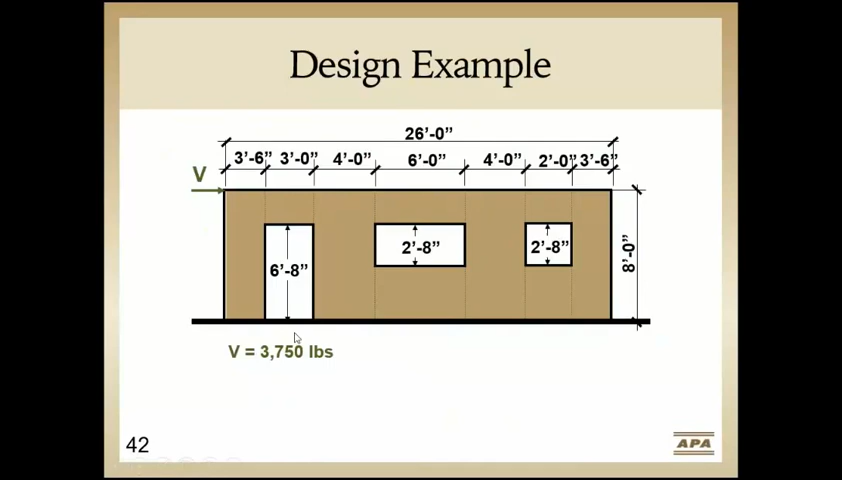 Design Example
26’-0”
3’-6” 3’-0” 4’-0” 6’-0” 4’-0” 2’-0” 3’-6”
V
2’-8” 2’-8”
6’-8”
8’-0”
V = 3,750 lbs
42
APA